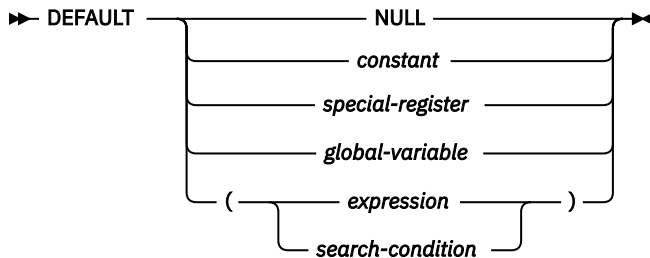 DEFAULT NULL
constant
special-register
global-variable
( expression )
search-condition